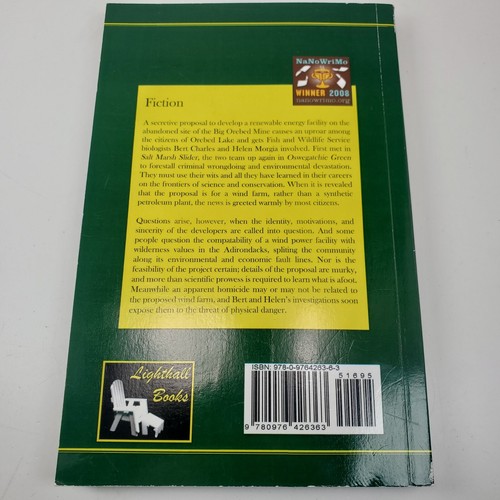 NaNoWriMo
WINNER 2008
nanowrimo.org
Fiction
A secretive proposal to develop a renewable energy facility on the
abandoned site of the Big Orebed Mine causes an uproar among
the citizens of Orebed Lake and gets Fish and Wildlife Service
biologists Bert Charles and Helen Morgia involved. First met in
Salt Marsh Slider, the two team up again in Oswegatchie Green
to forestall criminal wrongdoing and environmental devastation.
They must use their wits and all they have learned in their careers
on the frontiers of science and conservation. When it is revealed
that the proposal is for a wind farm, rather than a synthetic
petroleum plant, the news is greeted warmly by most citizens.
Questions arise, however, when the identity, motivations, and
sincerity of the developers are called into question. And some
people question the compatability of a wind power facility with
wilderness values in the Adirondacks, splitting the community
along its environmental and economic fault lines. Nor is the
feasibility of the project certain; details of the proposal are murky,
and more than scientific prowess is required to learn what is afoot.
Meanwhile an apparent homicide may or may not be related to
the proposed wind farm, and Bert and Helen's investigations soon
expose them to the threat of physical danger.
Lighthall
Books
ISBN: 978-0-9764263-6-3
51695
9 780976 426363